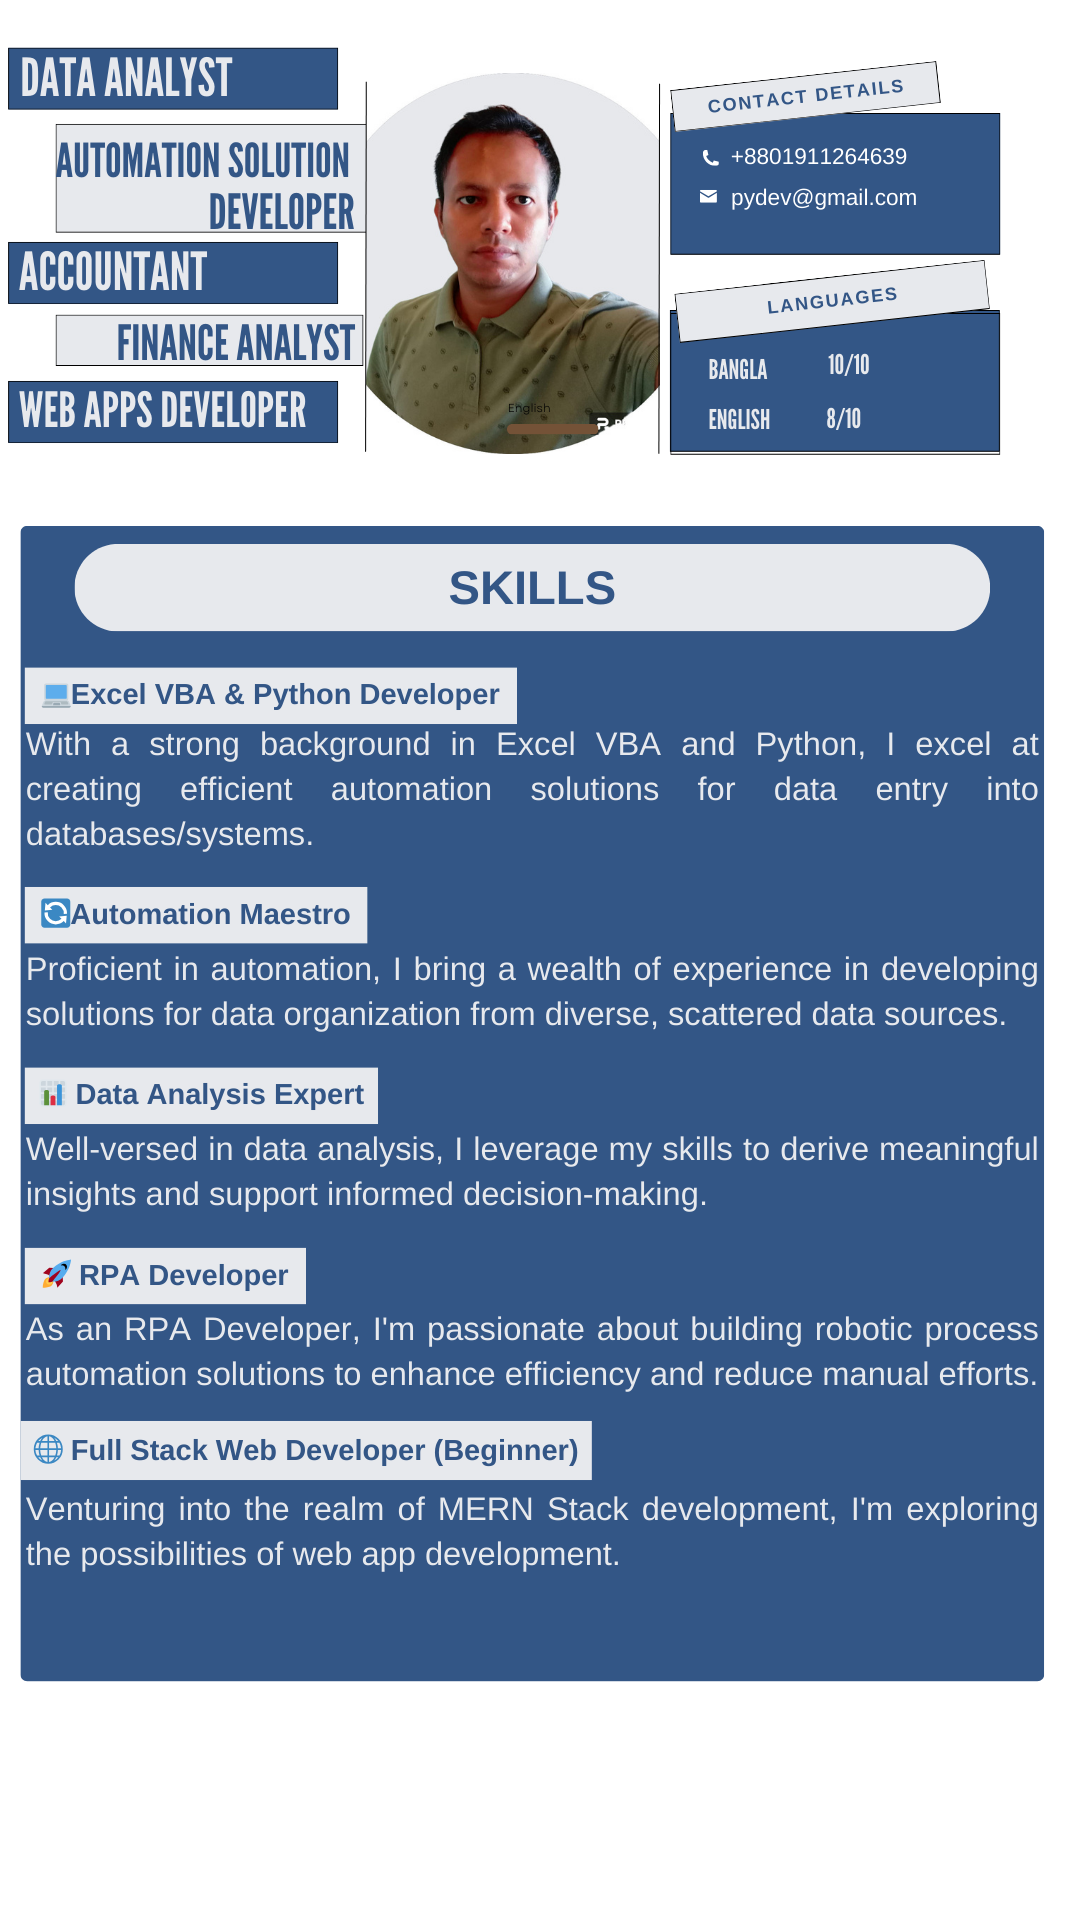 DATA ANALYST
AUTOMATION SOLUTION
DEVELOPER
ACCOUNTANT
FINANCE ANALYST
WEB APPS DEVELOPER
English
CONTACT DETAILS
+8801911264639
pydev@gmail.com
LANGUAGES
BANGLA 10/10
ENGLISH 8/10
SKILLS
💻Excel VBA & Python Developer
With a strong background in Excel VBA and Python, I excel at
creating efficient automation solutions for data entry into
databases/systems.
🔄Automation Maestro
Proficient in automation, I bring a wealth of experience in developing
solutions for data organization from diverse, scattered data sources.
📊 Data Analysis Expert
Well-versed in data analysis, I leverage my skills to derive meaningful
insights and support informed decision-making.
🚀 RPA Developer
As an RPA Developer, I'm passionate about building robotic process
automation solutions to enhance efficiency and reduce manual efforts.
🌐 Full Stack Web Developer (Beginner)
Venturing into the realm of MERN Stack development, I'm exploring
the possibilities of web app development.